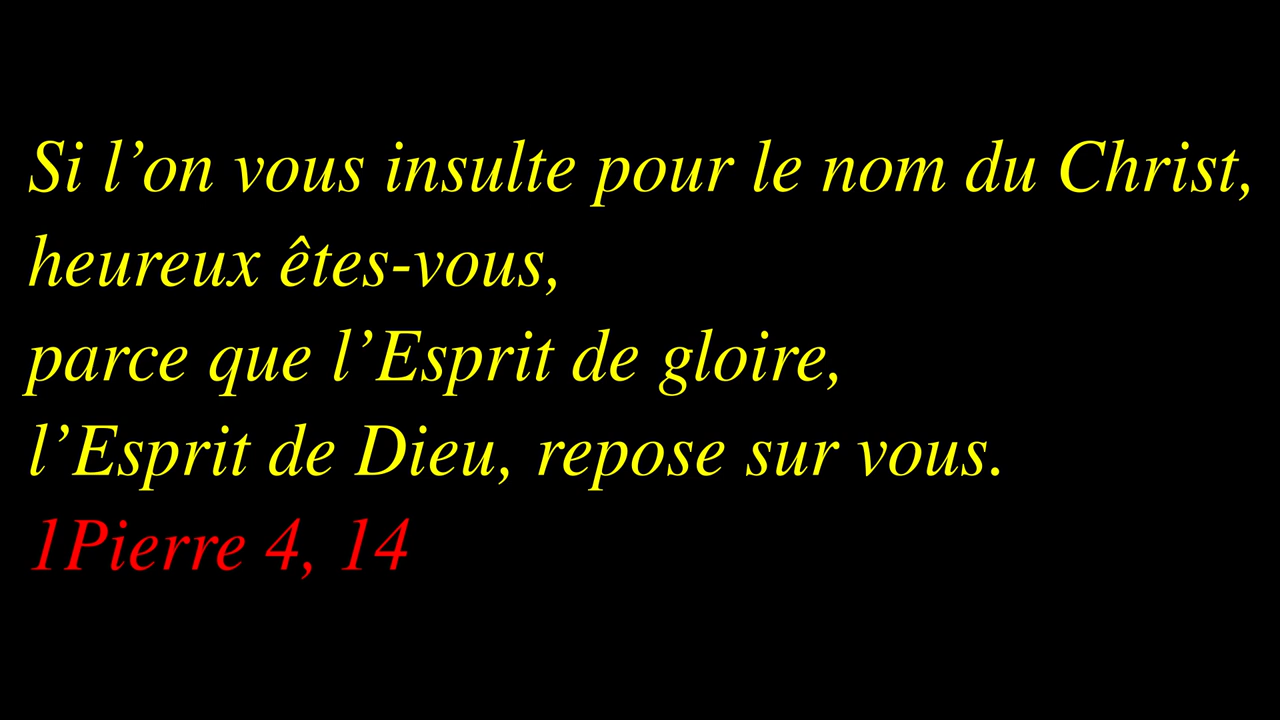 Si l’on vous insulte pour le nom du Christ,
heureux êtes-vous,
parce que l’Esprit de gloire,
l’Esprit de Dieu, repose sur vous.
1Pierre 4, 14